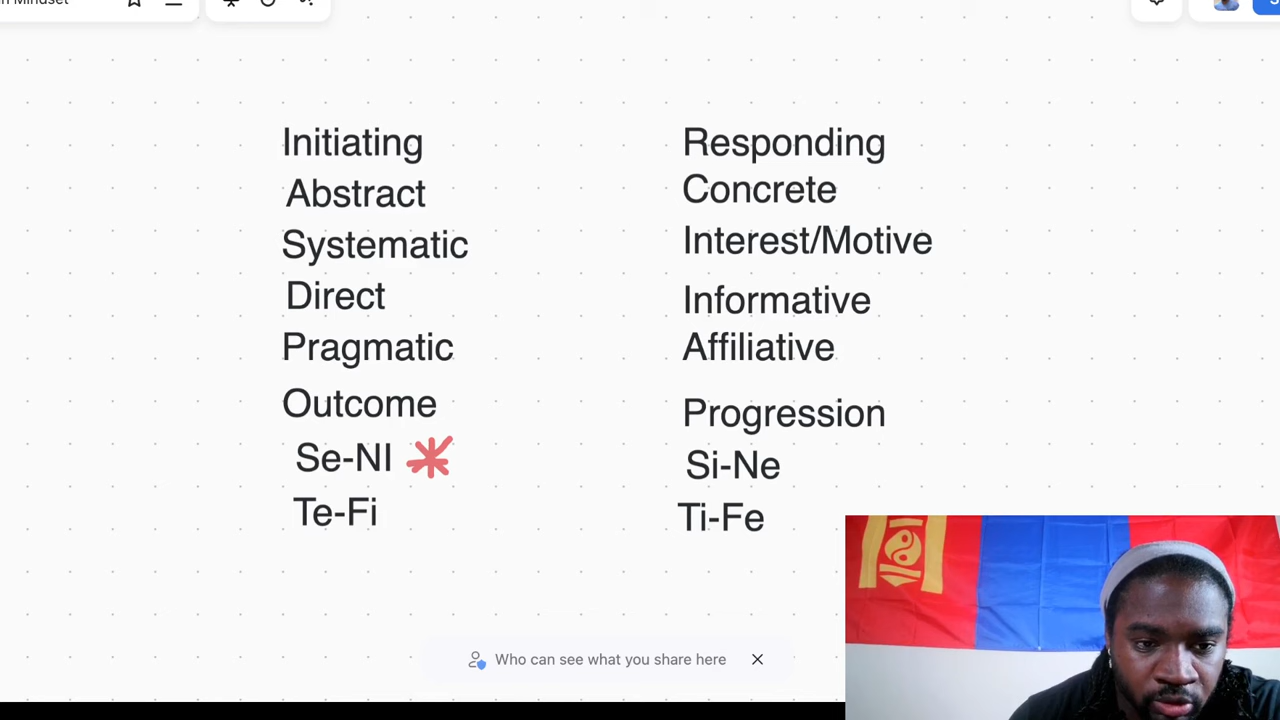 n Mindset
Initiating
Abstract
Systematic
Direct
Pragmatic
Outcome
Se-NI
Te-Fi
Responding
Concrete
Interest/Motive
Informative
Affiliative
Progression
Si-Ne
Ti-Fe
Who can see what you share here